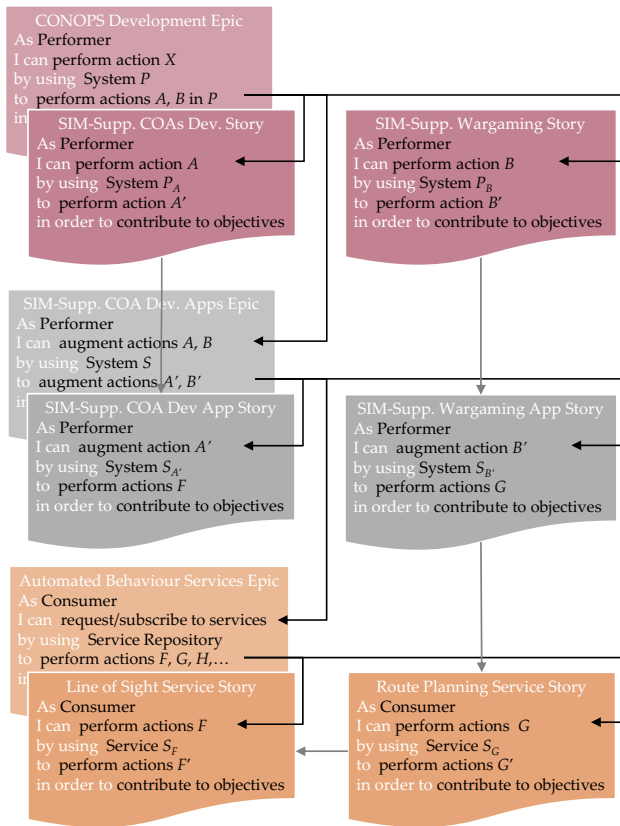 CONOPS Development Epic
As Performer
I can perform action X
by using System P
to perform actions A, B in P
in
SIM-Supp. COAs Dev. Story
As Performer
I can perform action A
by using System P_A
to perform action A'
in order to contribute to objectives
SIM-Supp. Wargaming Story
As Performer
I can perform action B
by using System P_B
to perform action B'
in order to contribute to objectives
SIM-Supp. COA Dev. Apps Epic
As Performer
I can augment actions A, B
by using System S
to augment actions A', B'
in
SIM-Supp. COA Dev App Story
As Performer
I can augment action A'
by using System S_A'
to perform actions F
in order to contribute to objectives
SIM-Supp. Wargaming App Story
As Performer
I can augment action B'
by using System S_B'
to perform actions G
in order to contribute to objectives
Automated Behaviour Services Epic
As Consumer
I can request/subscribe to services
by using Service Repository
to perform actions F, G, H,…
in
Line of Sight Service Story
As Consumer
I can perform actions F
by using Service S_F
to perform actions F'
in order to contribute to objectives
Route Planning Service Story
As Consumer
I can perform actions G
by using Service S_G
to perform actions G'
in order to contribute to objectives